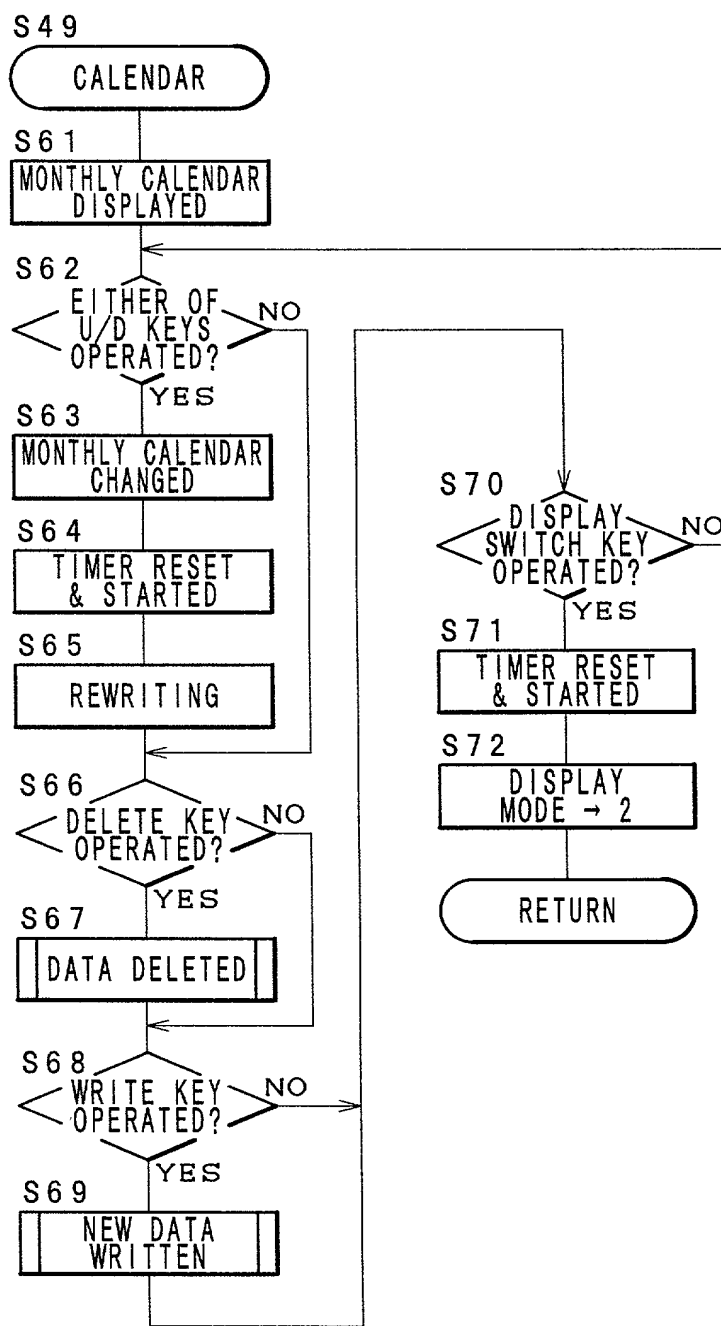 S49
CALENDAR
S61
MONTHLY CALENDAR
DISPLAYED
S62
EITHER OF
U/D KEYS
OPERATED?
NO
YES
S63
MONTHLY CALENDAR
CHANGED
S64
TIMER RESET
& STARTED
S65
REWRITING
S66
DELETE KEY
OPERATED?
NO
YES
S67
DATA DELETED
S68
WRITE KEY
OPERATED?
NO
YES
S69
NEW DATA
WRITTEN
S70
DISPLAY
SWITCH KEY
OPERATED?
NO
YES
S71
TIMER RESET
& STARTED
S72
DISPLAY
MODE → 2
RETURN